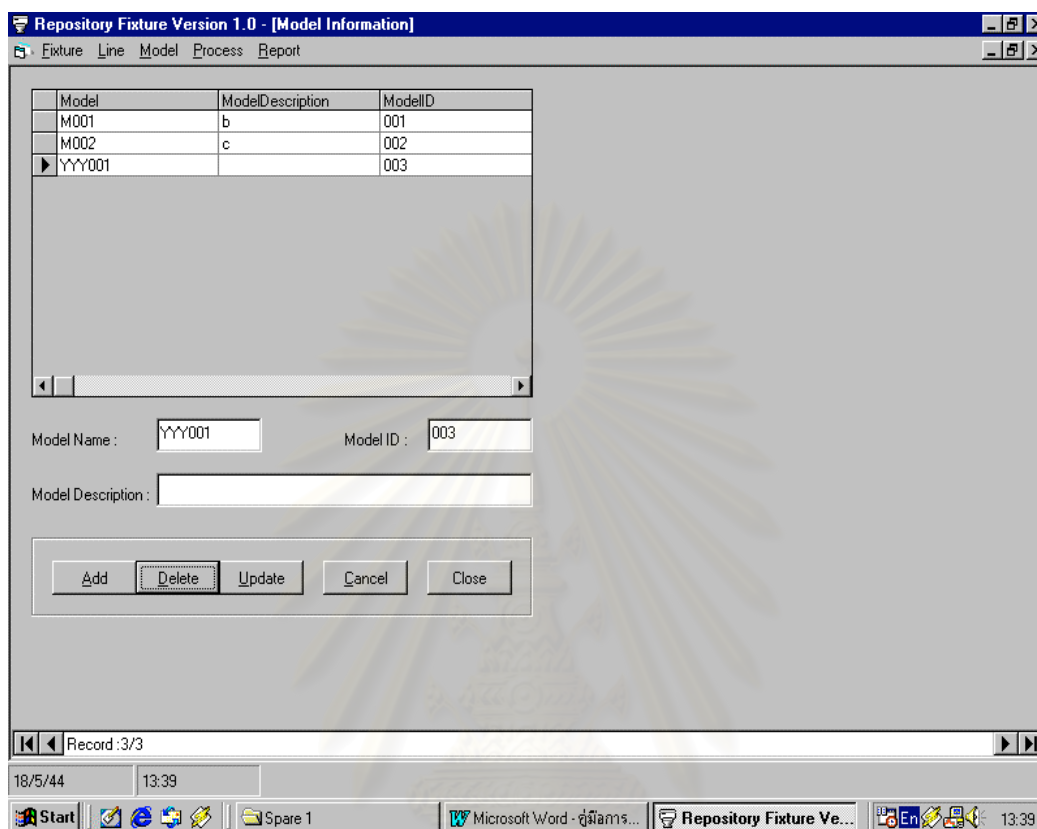 Repository Fixture Version 1.0 - [Model Information]
Fixture Line Model Process Report
Model ModelDescription ModelID
M001 b 001
M002 c 002
YYY001 003
Model Name : YYY001 Model ID : 003
Model Description :
Add Delete Update Cancel Close
Record :3/3
18/5/44 13:39
Start Spare 1 Microsoft Word - คู่มือการ... Repository Fixture Ve... En 13:39